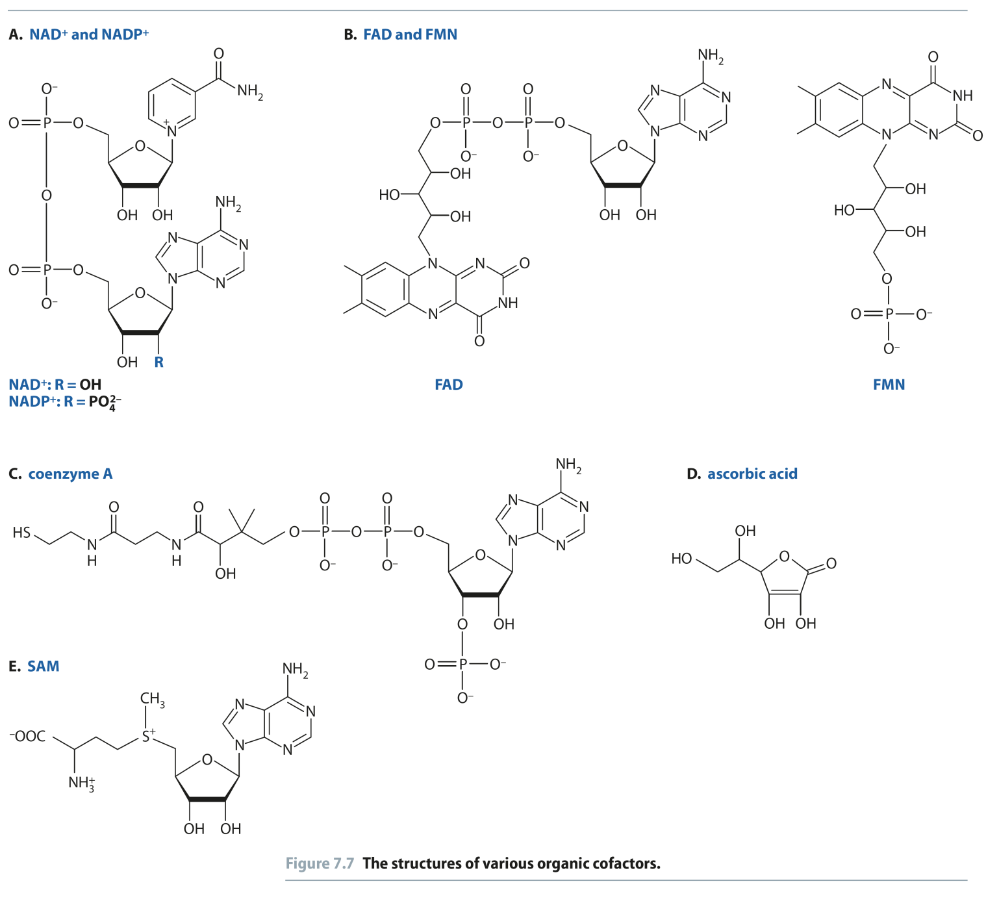 A. NAD⁺ and NADP⁺
O
NH₂
O⁻
O=P—O
N⁺
O
O
OH OH
NH₂
N
N
N
N
O=P—O
O
O⁻
OH R
NAD⁺: R = OH
NADP⁺: R = PO₄²⁻
B. FAD and FMN
NH₂
O O
N N
O—P—O—P—O
O
N N
O⁻ O⁻
OH
HO
OH
OH OH
N N O
NH
N
O
FAD
O
N
NH
N N O
OH
HO
OH
O
O=P—O⁻
O⁻
FMN
C. coenzyme A
NH₂
O O O O
N N
HS
N
H
N
H
O—P—O—P—O
N N
OH
O⁻ O⁻
O
O OH
O=P—O⁻
O⁻
D. ascorbic acid
OH
HO
O
O
OH OH
E. SAM
NH₂
CH₃
N N
⁻OOC
S⁺
N N
NH₃⁺
O
OH OH
Figure 7.7 The structures of various organic cofactors.